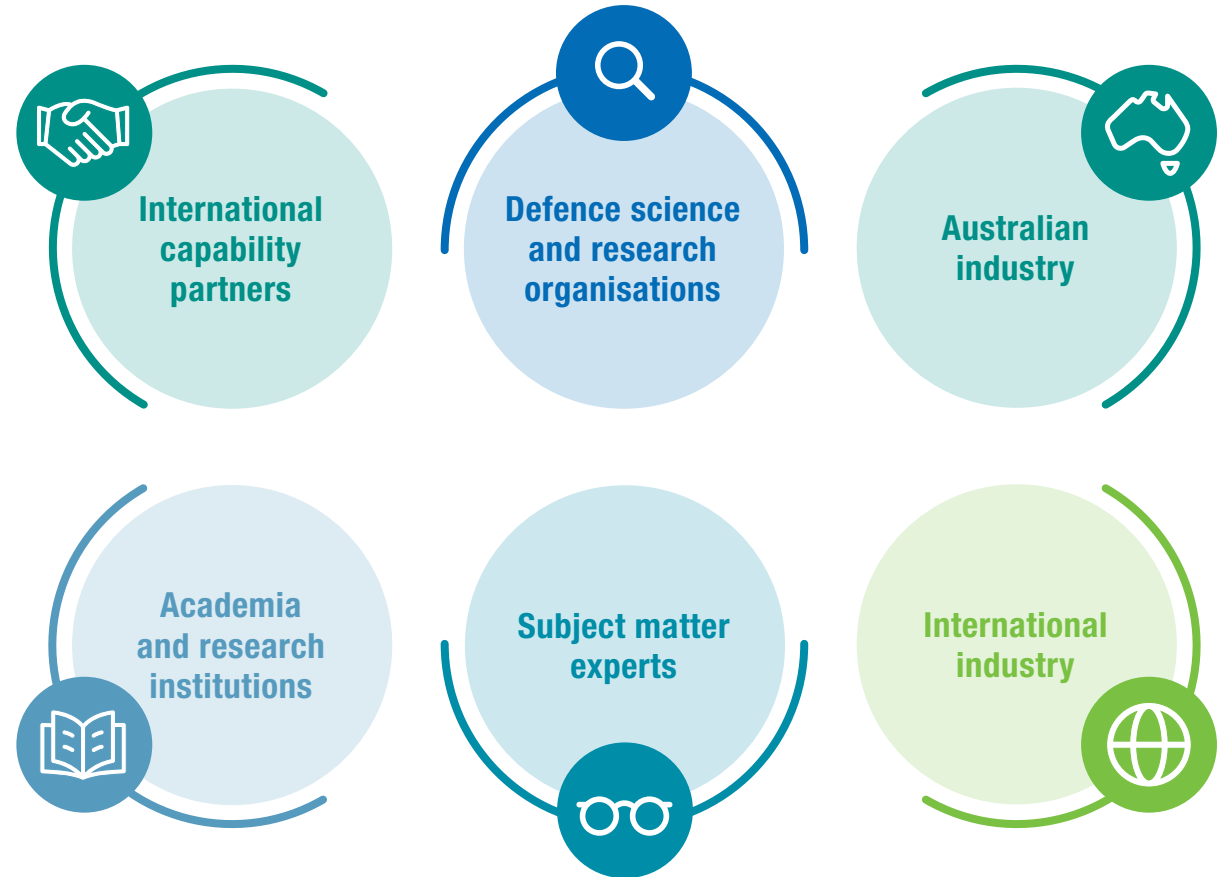 International
capability
partners
Defence science
and research
organisations
Australian
industry
Academia
and research
institutions
Subject matter
experts
International
industry